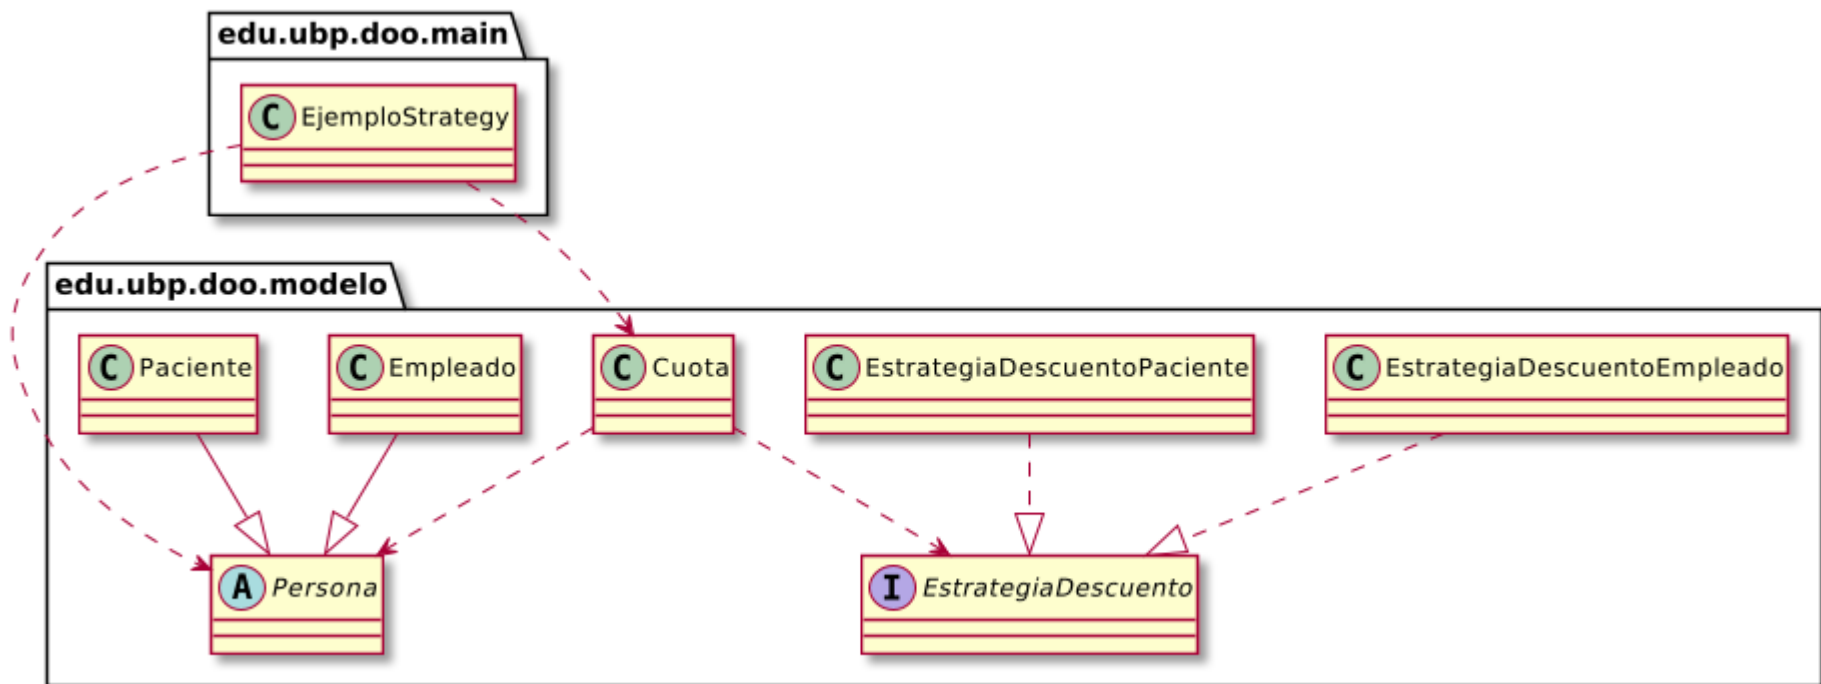 edu.ubp.doo.main
C EjemploStrategy
edu.ubp.doo.modelo
C Paciente
C Empleado
C Cuota
C EstrategiaDescuentoPaciente
C EstrategiaDescuentoEmpleado
A Persona
I EstrategiaDescuento